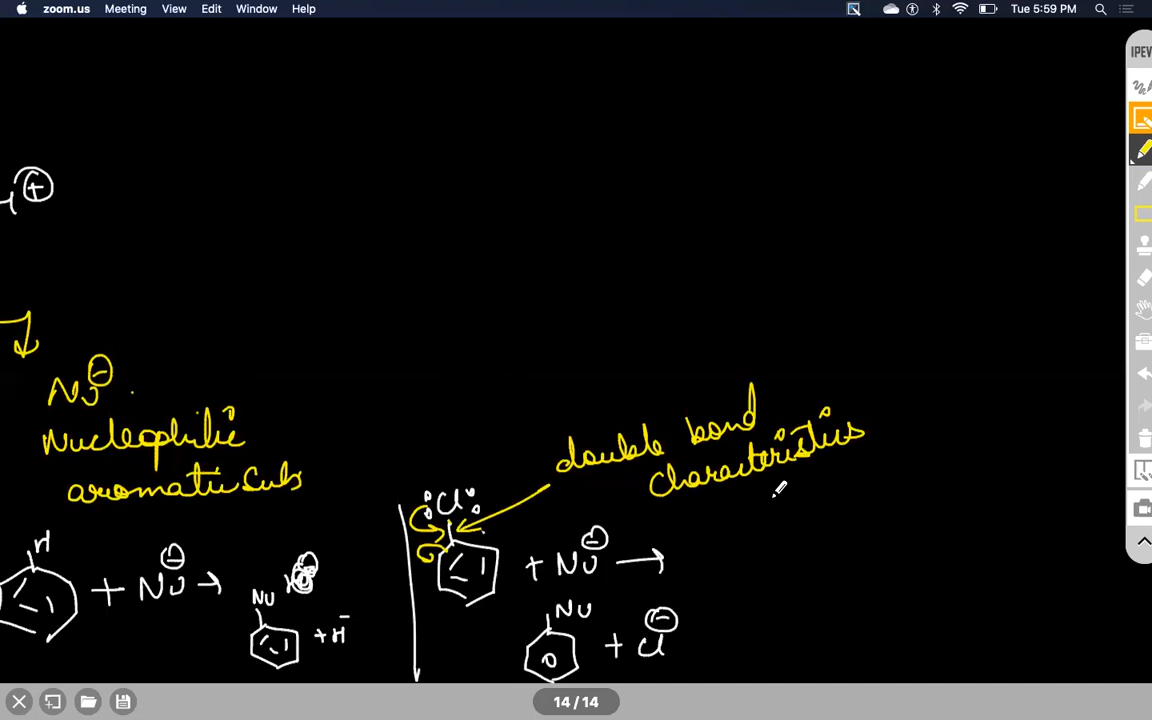 zoom.us Meeting View Edit Window Help Tue 5:59 PM
IPEV
+
Nu⊖
Nucleophilic
aromatic subs
double bond
characteristics
Cl
H
+ Nu⊖ →
Nu H⁻
+ H⁻
+ Nu⊖ →
Nu
+ Cl⊖
14 / 14